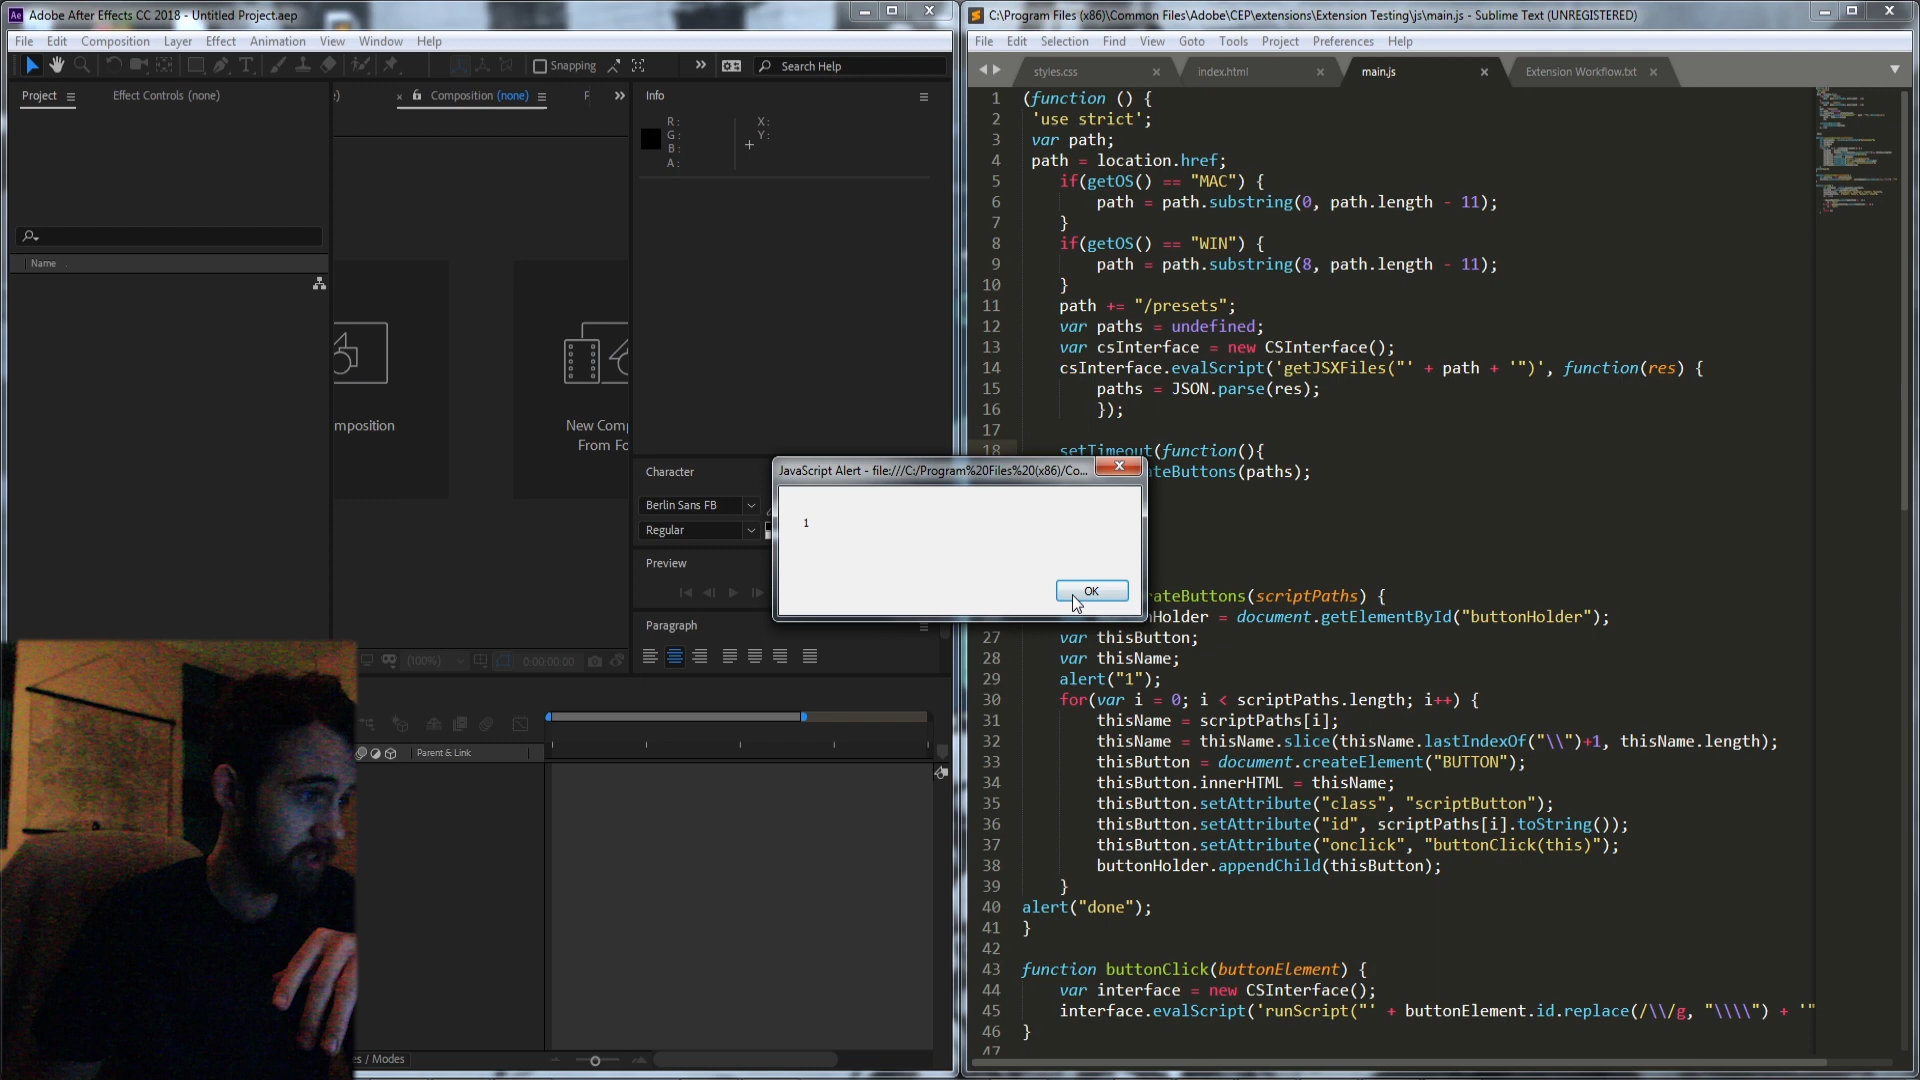 Adobe After Effects CC 2018 - Untitled Project.aep
File Edit Composition Layer Effect Animation View Window Help
Snapping
Search Help
Project
Effect Controls (none)
Composition (none)
Info
R:
G:
B:
A:
X:
Y:
Name
mposition
New Comp
From Fo
Character
Berlin Sans FB
Regular
Preview
Paragraph
(100%)
0:00:00:00
Parent & Link
es / Modes
JavaScript Alert - file:///C:/Program%20Files%20(x86)/Co...
1
OK
C:\Program Files (x86)\Common Files\Adobe\CEP\extensions\Extension Testing\js\main.js - Sublime Text (UNREGISTERED)
File Edit Selection Find View Goto Tools Project Preferences Help
styles.css
index.html
main.js
Extension Workflow.txt
1 (function () {
2 'use strict';
3 var path;
4 path = location.href;
5 if(getOS() == "MAC") {
6 path = path.substring(0, path.length - 11);
7 }
8 if(getOS() == "WIN") {
9 path = path.substring(8, path.length - 11);
10 }
11 path += "/presets";
12 var paths = undefined;
13 var csInterface = new CSInterface();
14 csInterface.evalScript('getJSXFiles("' + path + '")', function(res) {
15 paths = JSON.parse(res);
16 });
17
18 setTimeout(function(){
ateButtons(paths);
rateButtons(scriptPaths) {
nHolder = document.getElementById("buttonHolder");
27 var thisButton;
28 var thisName;
29 alert("1");
30 for(var i = 0; i < scriptPaths.length; i++) {
31 thisName = scriptPaths[i];
32 thisName = thisName.slice(thisName.lastIndexOf("\\")+1, thisName.length);
33 thisButton = document.createElement("BUTTON");
34 thisButton.innerHTML = thisName;
35 thisButton.setAttribute("class", "scriptButton");
36 thisButton.setAttribute("id", scriptPaths[i].toString());
37 thisButton.setAttribute("onclick", "buttonClick(this)");
38 buttonHolder.appendChild(thisButton);
39 }
40 alert("done");
41 }
42
43 function buttonClick(buttonElement) {
44 var interface = new CSInterface();
45 interface.evalScript('runScript("' + buttonElement.id.replace(/\\/g, "\\\\") + '"
46 }
47